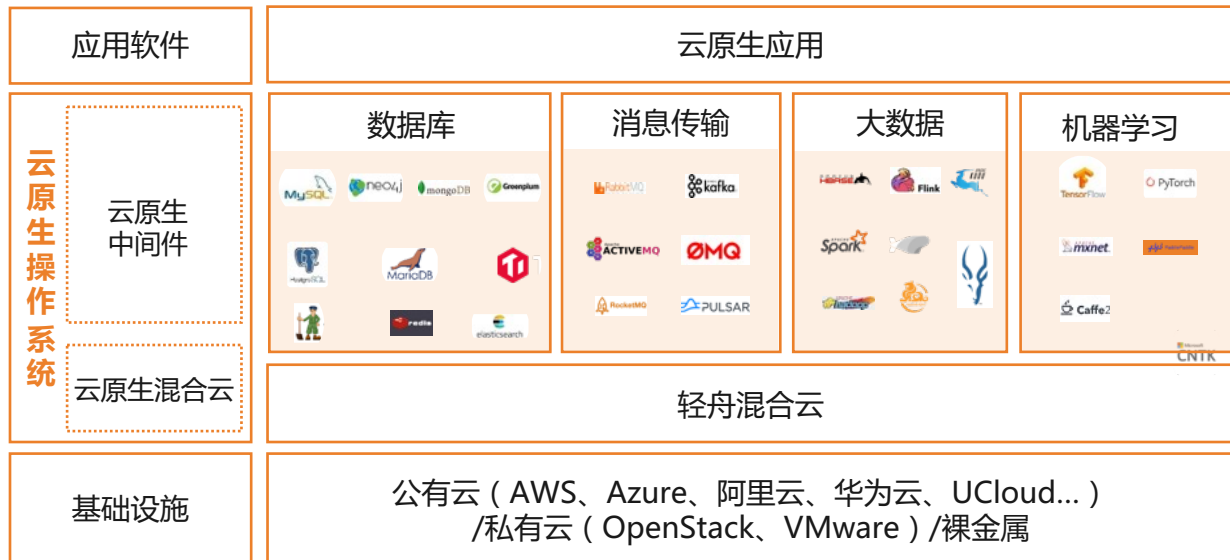 应用软件
云原生应用
云原生操作系统
云原生
中间件
云原生混合云
数据库
MySQL
neo4j
mongoDB
Greenplum
PostgreSQL
MariaDB
redis
elasticsearch
消息传输
RabbitMQ
kafka
ACTIVEMQ
ØMQ
RocketMQ
PULSAR
大数据
HBASE
Flink
APACHE
Spark
机器学习
TensorFlow
PyTorch
mxnet
Caffe2
Microsoft
CNTK
轻舟混合云
基础设施
公有云（AWS、Azure、阿里云、华为云、UCloud…）
/私有云（OpenStack、VMware）/裸金属